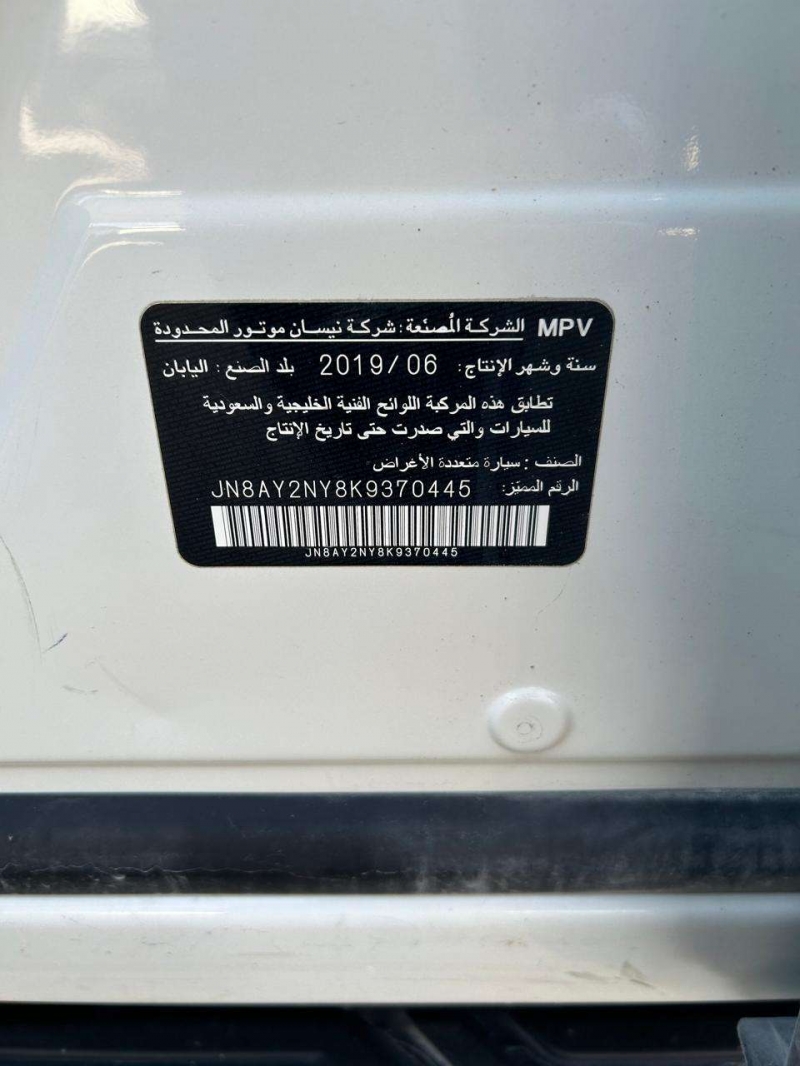 MPV الشركة المُصنّعة: شركة نيسان موتور المحدودة
سنة وشهر الإنتاج: 2019/06 بلد الصنع: اليابان
تطابق هذه المركبة اللوائح الفنية الخليجية والسعودية
للسيارات والتي صدرت حتى تاريخ الإنتاج
الصنف: سيارة متعددة الأغراض
الرقم المميّز: JN8AY2NY8K9370445
JN8AY2NY8K9370445